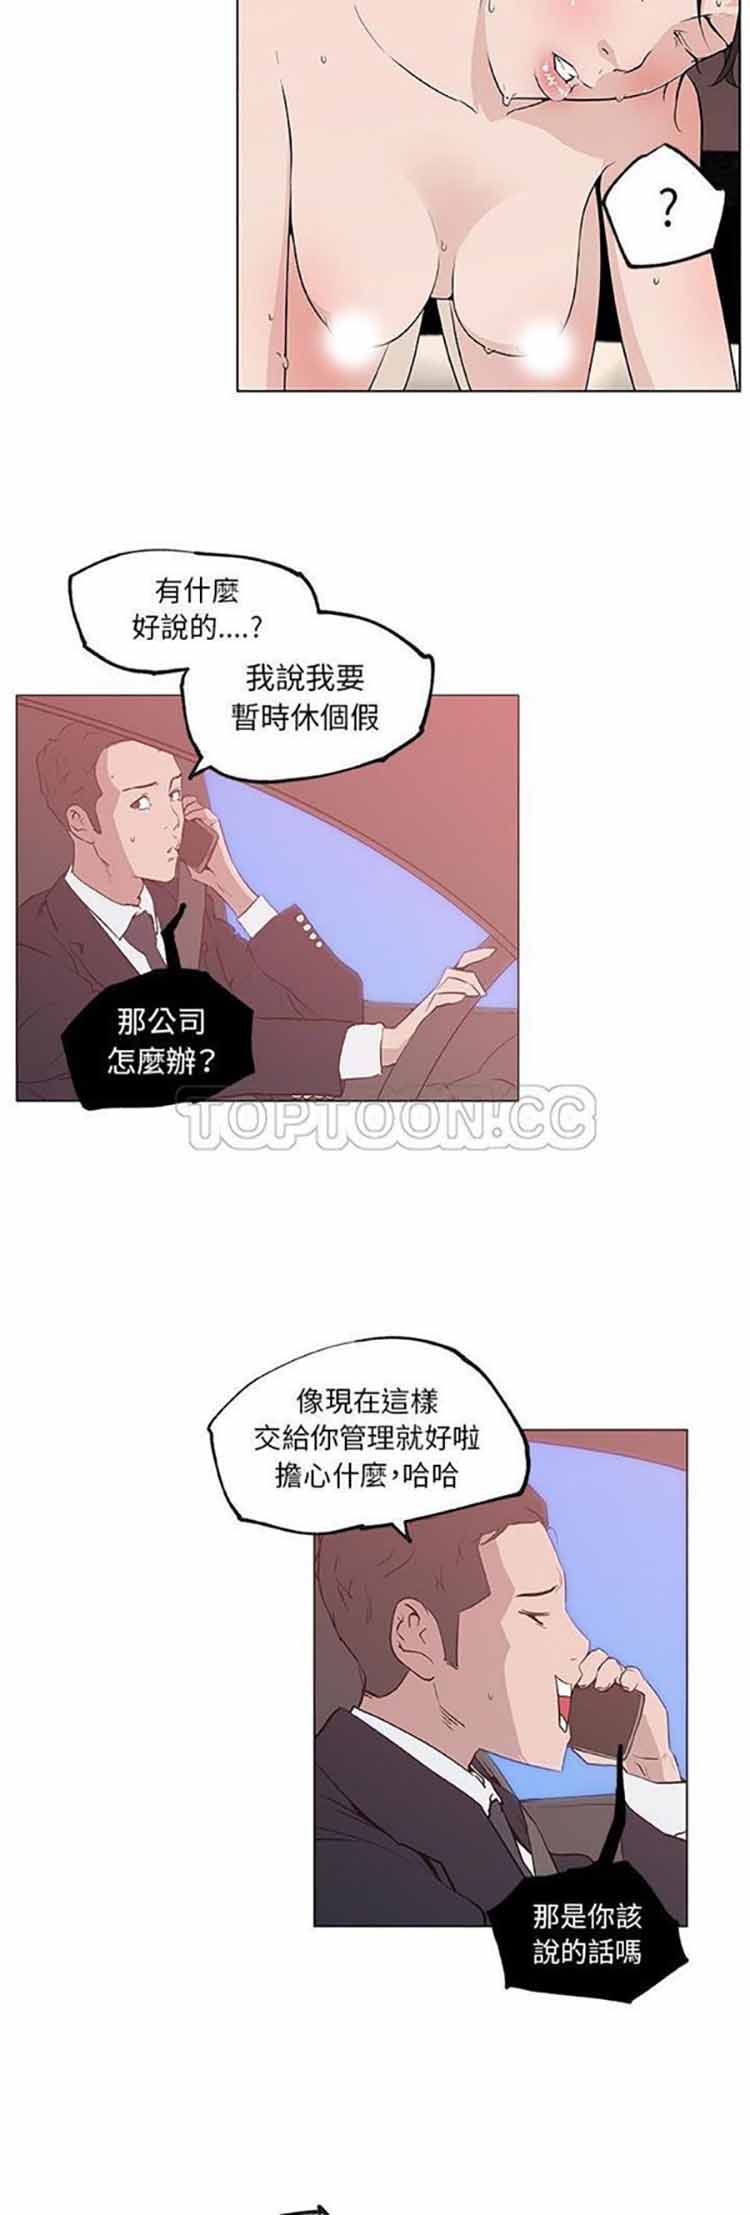 ?
有什麼
好說的....?
我說我要
暫時休個假
那公司
怎麼辦?
TOPTOON.CC
像現在這樣
交給你管理就好啦
擔心什麼,哈哈
那是你該
說的話嗎